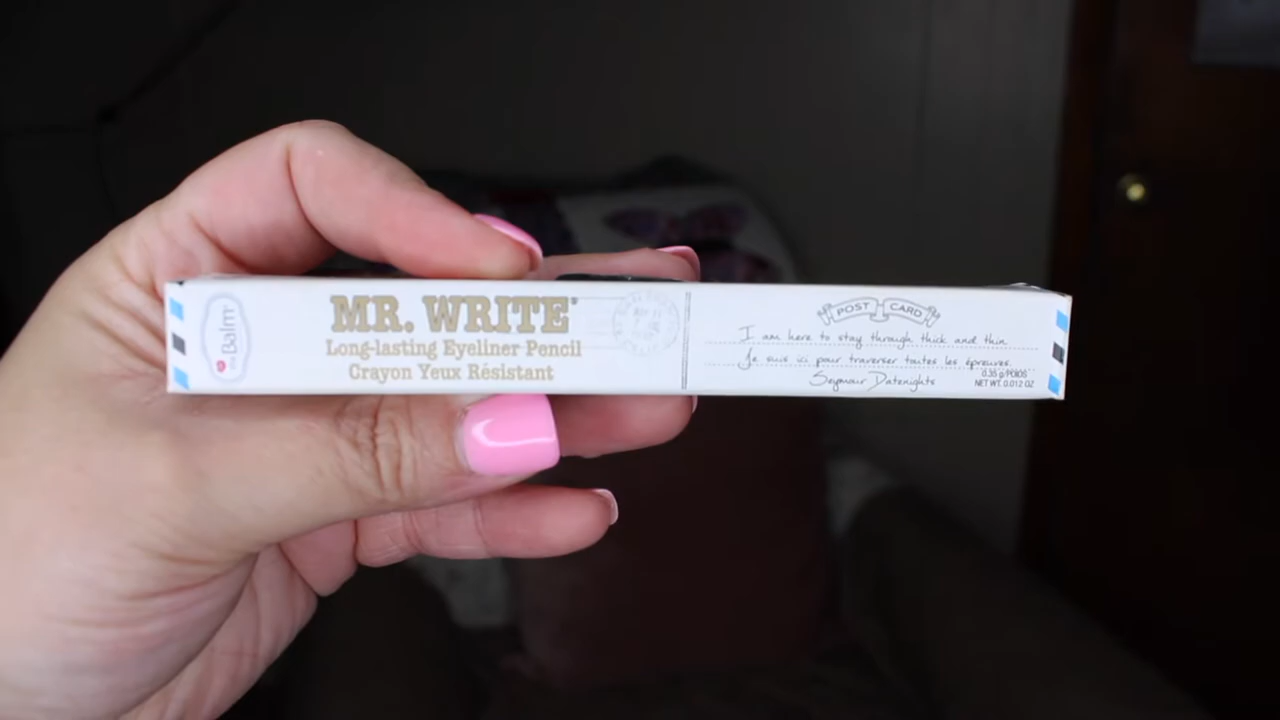 theBalm
MR. WRITE®
Long-lasting Eyeliner Pencil
Crayon Yeux Résistant
POST CARD
I am here to stay through thick and thin.
Je suis ici pour traverser toutes les épreuves.
Seymour Datenights
0.35 g POIDS
NET WT. 0.012 OZ